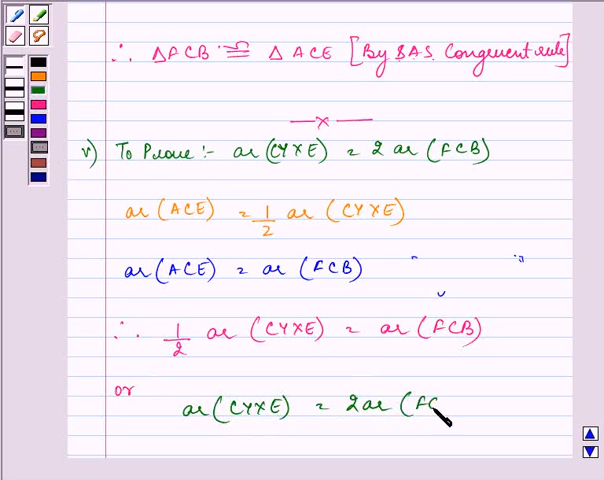 ∴ ΔFCB ≅ ΔACE [By SAS Congruent rule]
—x—
v) To Prove :- ar(CYXE) = 2 ar (FCB)
ar(ACE) = 1/2 ar (CYXE)
ar(ACE) = ar(FCB)
∴ 1/2 ar (CYXE) = ar(FCB)
or
ar(CYXE) = 2ar (FC